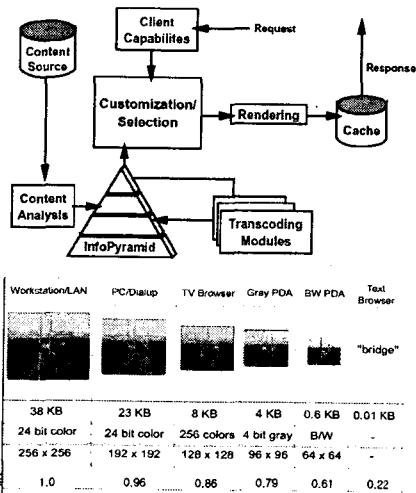 Client
Capabilites
Request
Content
Source
Response
Customization/
Selection
Rendering
Cache
Content
Analysis
InfoPyramid
Transcoding
Modules
Workstation/LAN PC/Dialup TV Browser Gray PDA BW PDA Text
Browser
"bridge"
38 KB 23 KB 8 KB 4 KB 0.6 KB 0.01 KB
24 bit color 24 bit color 256 colors 4 bit gray B/W -
256 x 256 192 x 192 128 x 128 96 x 96 64 x 64 -
1.0 0.96 0.86 0.79 0.61 0.22